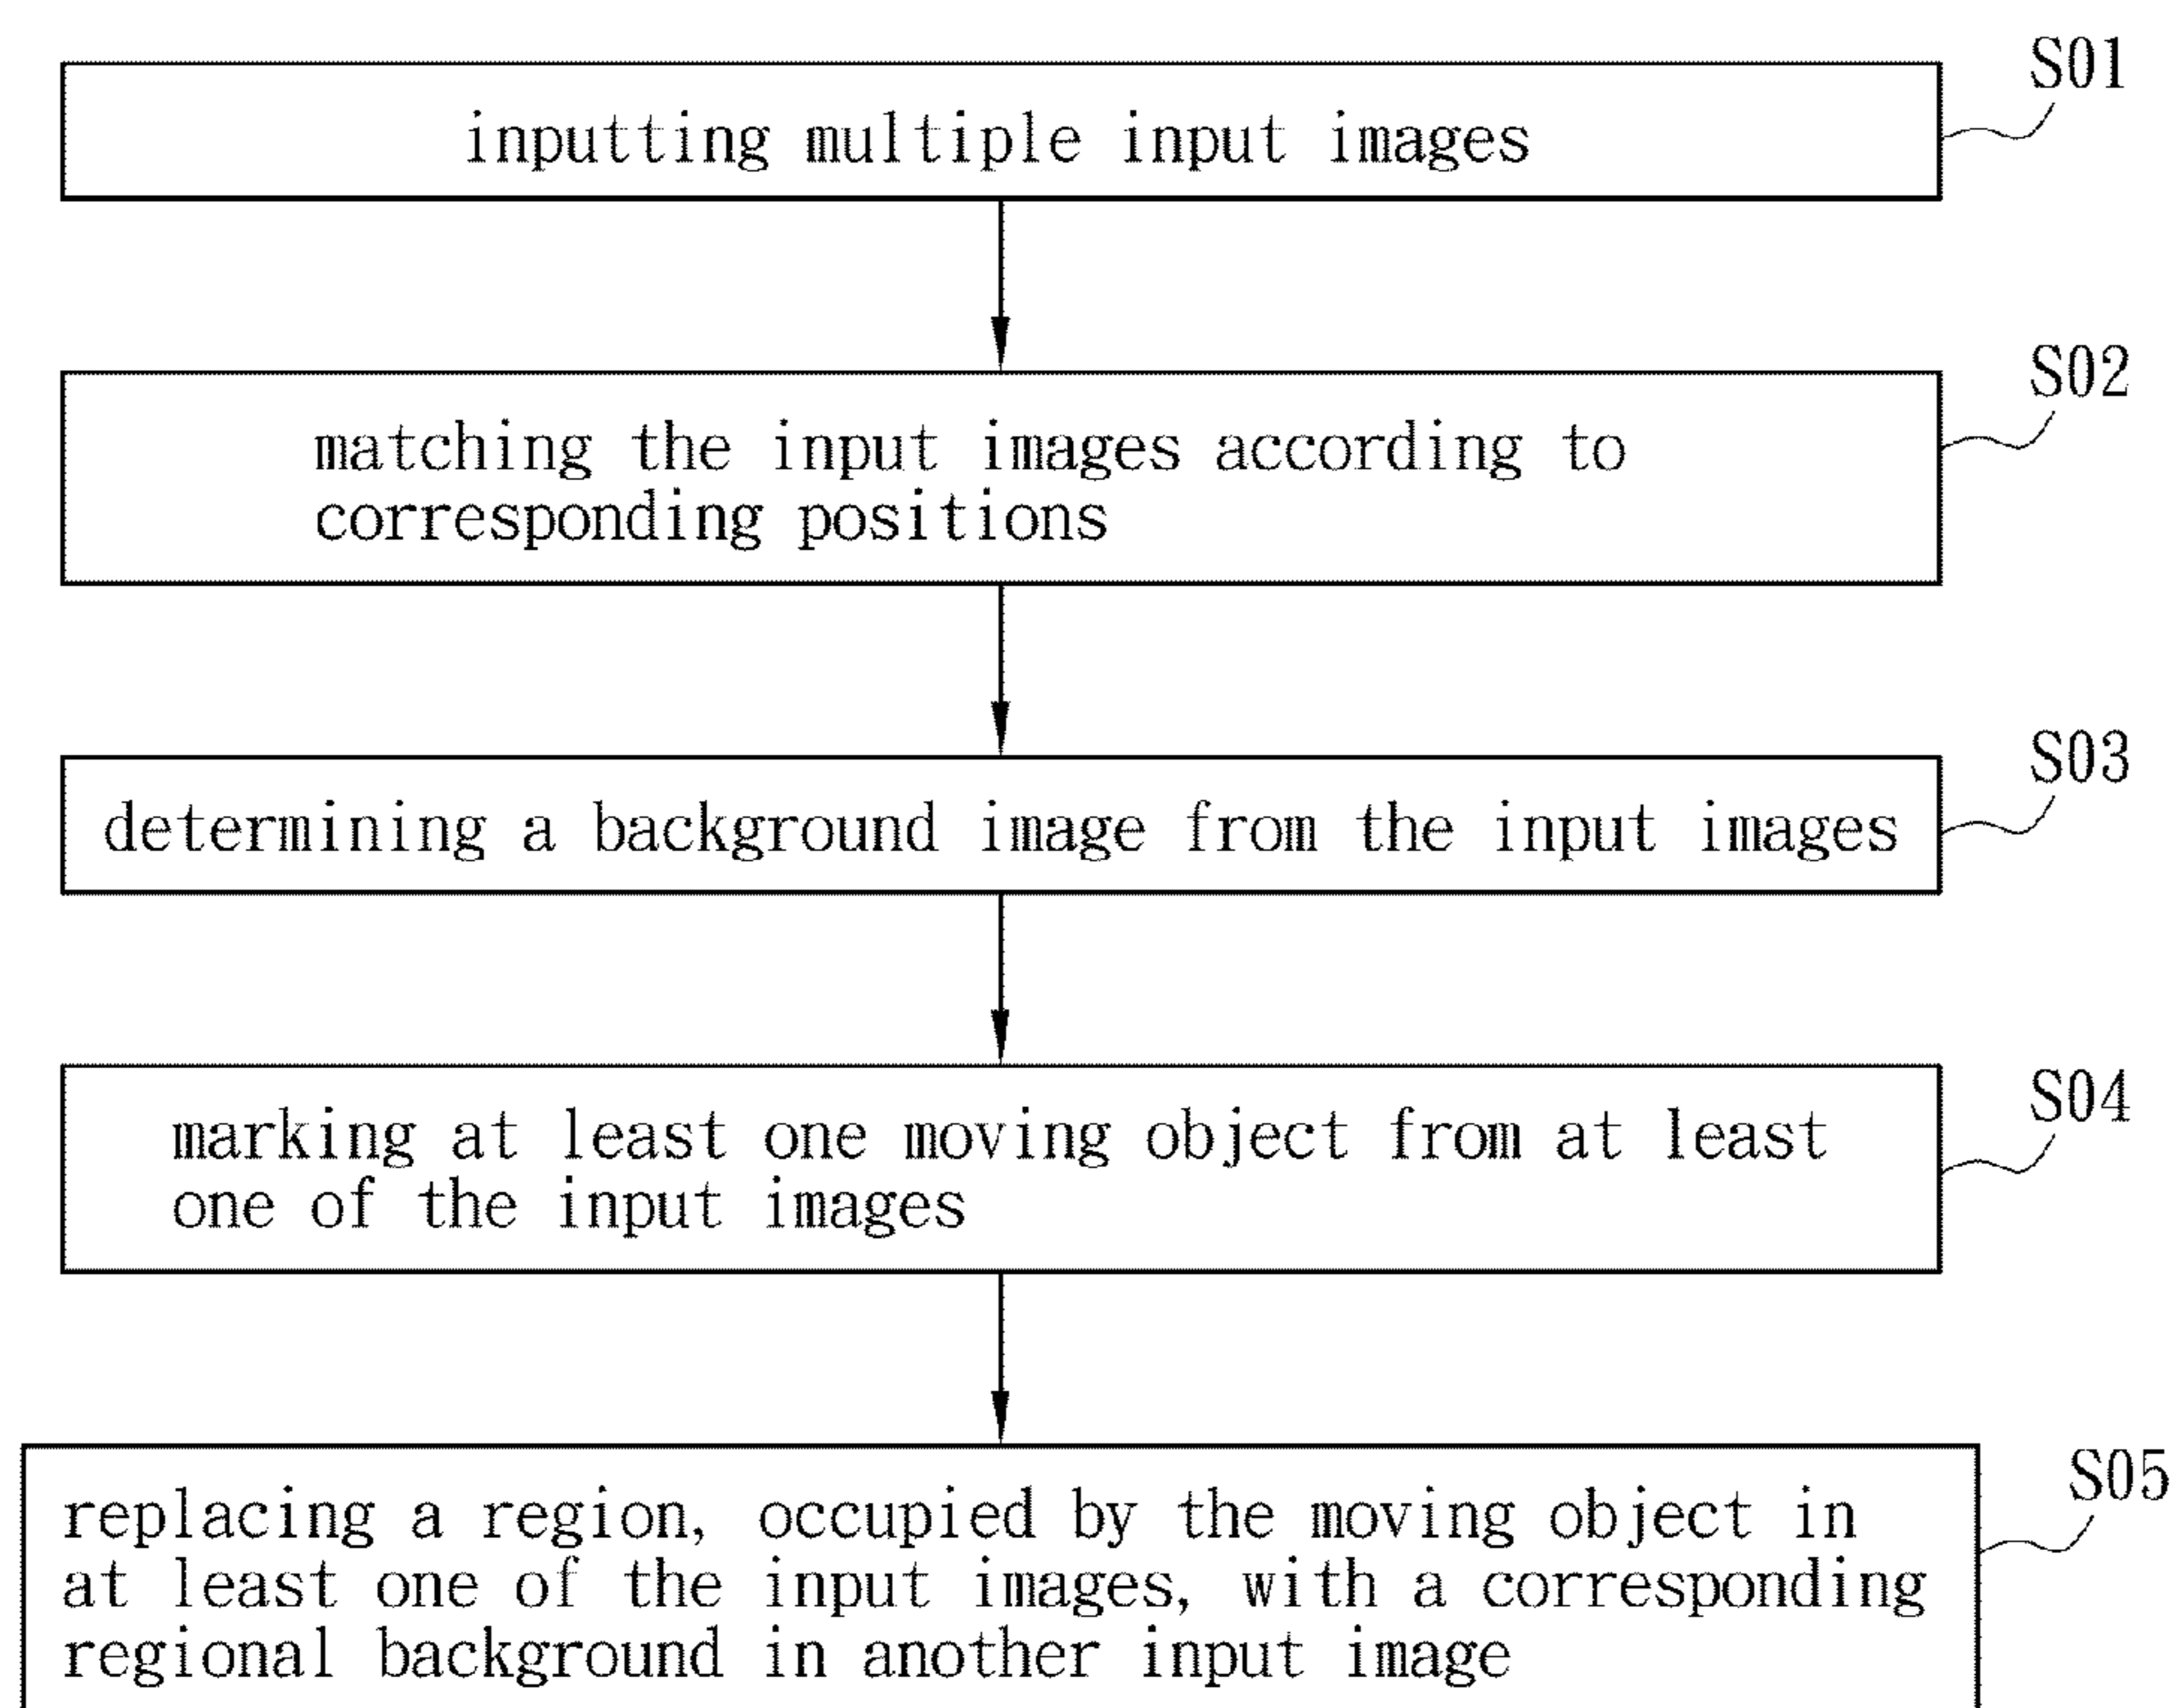 S01
inputting multiple input images
S02
matching the input images according to
corresponding positions
S03
determining a background image from the input images
S04
marking at least one moving object from at least
one of the input images
S05
replacing a region, occupied by the moving object in
at least one of the input images, with a corresponding
regional background in another input image